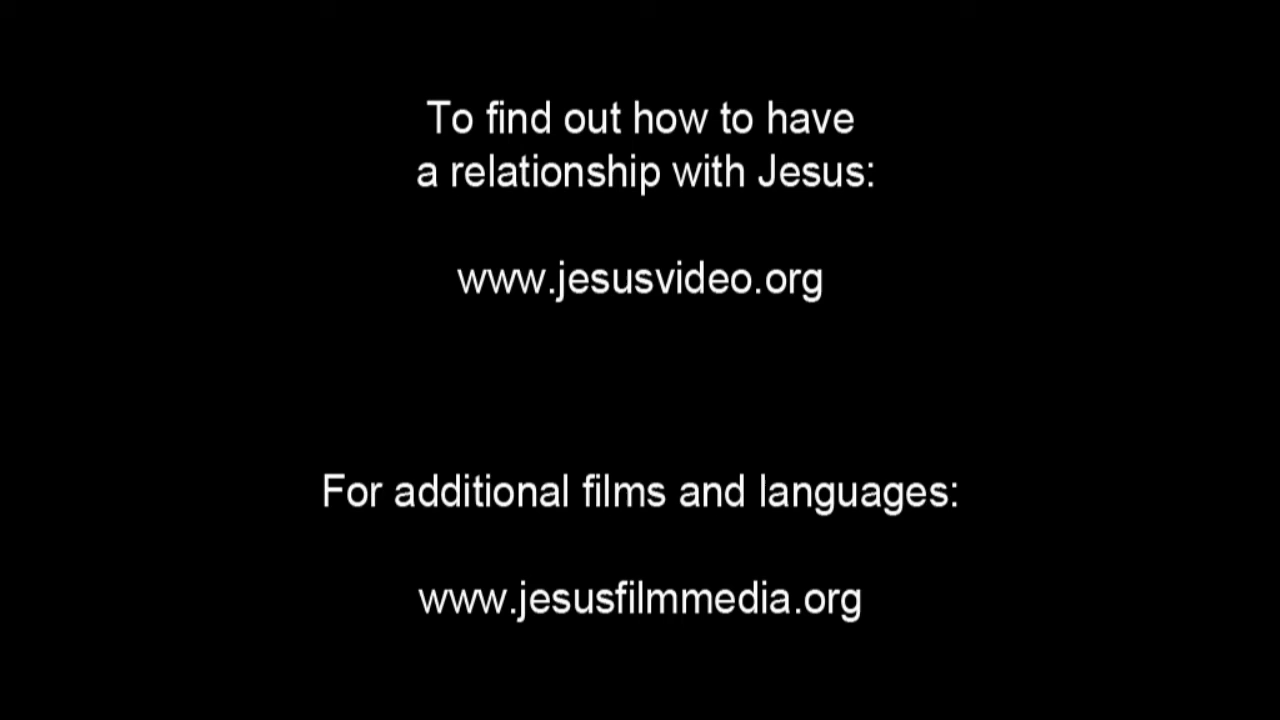 To find out how to have
a relationship with Jesus:
www.jesusvideo.org
For additional films and languages:
www.jesusfilmmedia.org